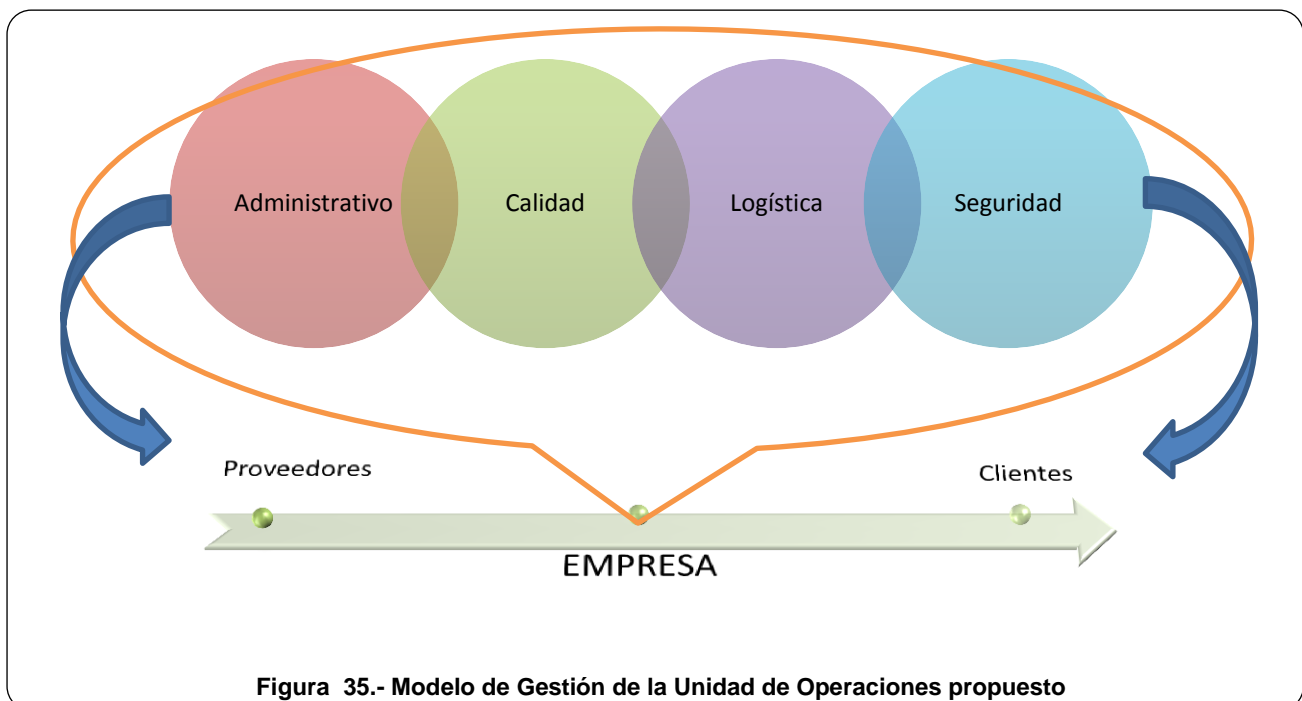 Administrativo
Calidad
Logística
Seguridad
Proveedores
Clientes
EMPRESA
Figura 35.- Modelo de Gestión de la Unidad de Operaciones propuesto